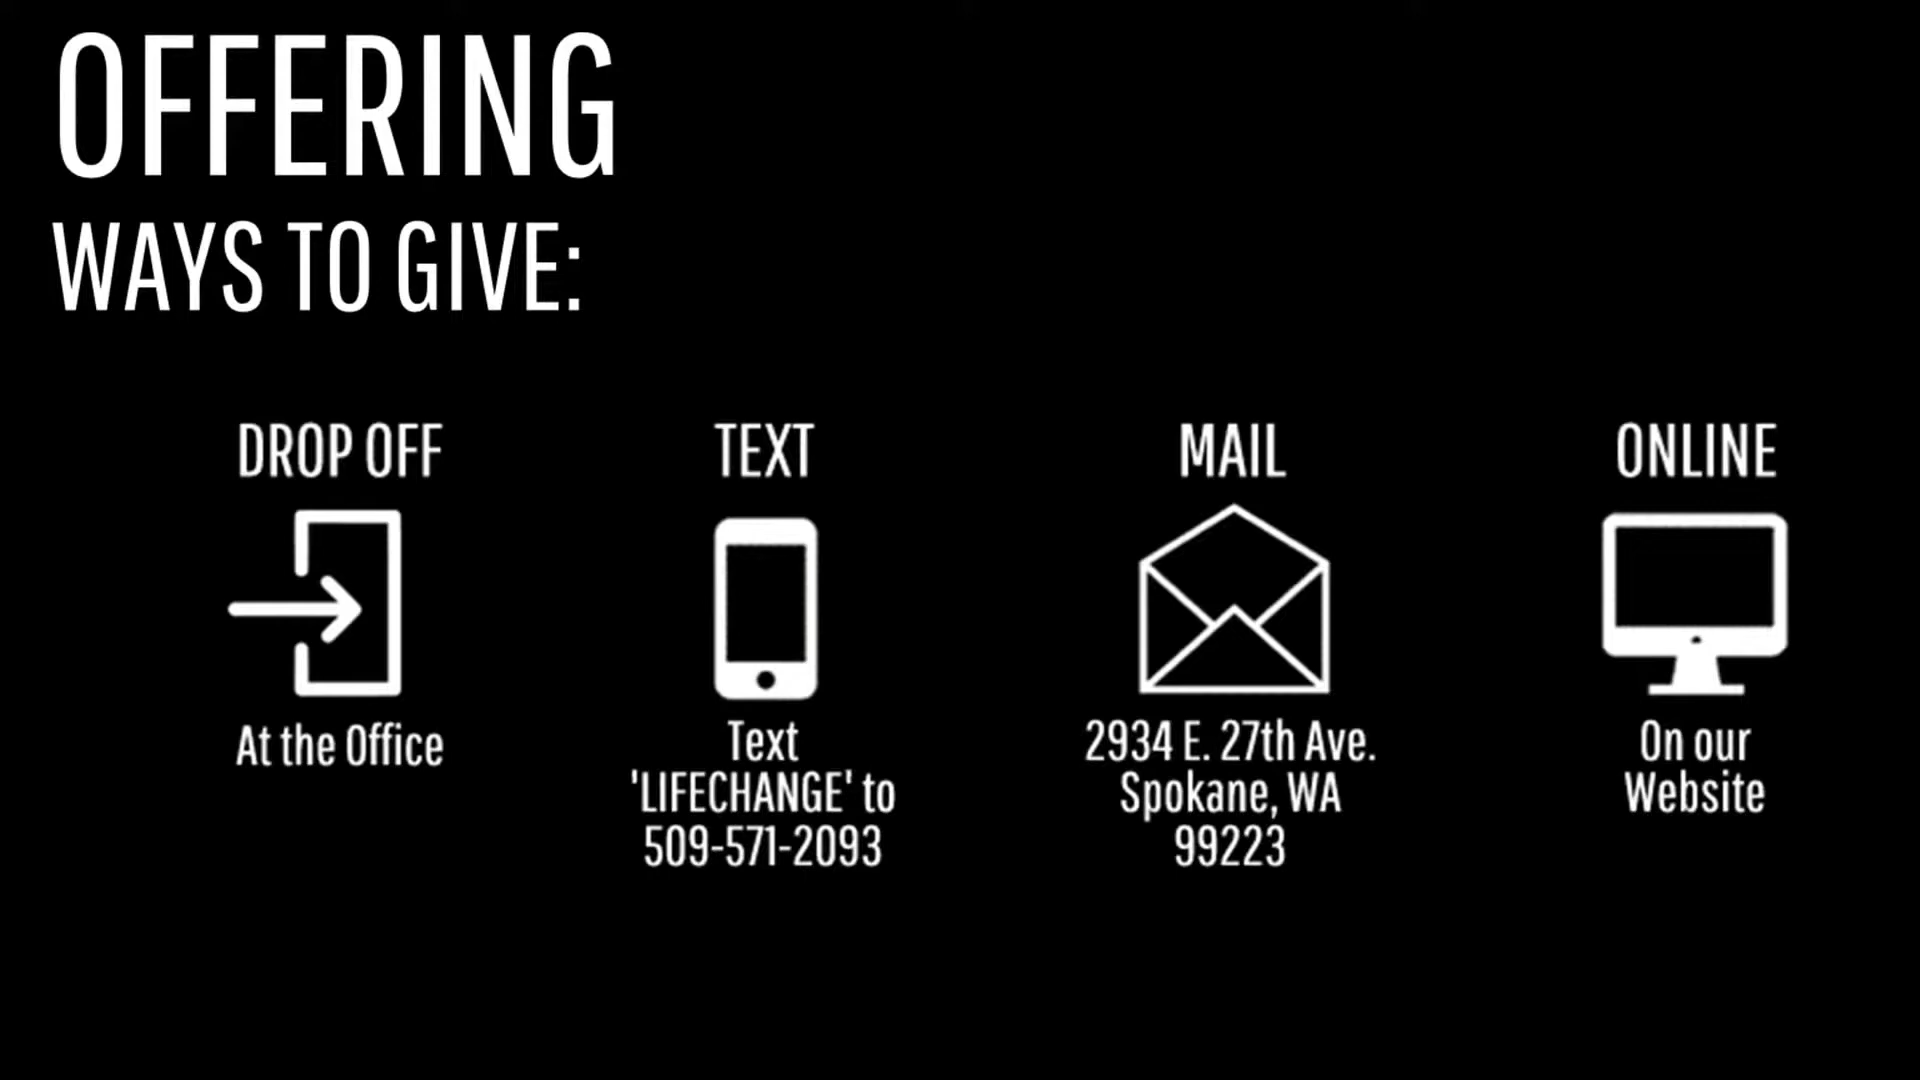 OFFERING
WAYS TO GIVE:
DROP OFF
At the Office
TEXT
Text
'LIFECHANGE' to
509-571-2093
MAIL
2934 E. 27th Ave.
Spokane, WA
99223
ONLINE
On our
Website